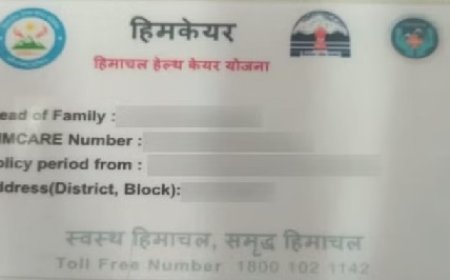 हिमकेयर
हिमाचल हेल्थ केयर योजना
ead of Family :
IMCARE Number :
olicy period from :
ddress(District, Block):
स्वस्थ हिमाचल, समृद्ध हिमाचल
Toll Free Number 1800 102 1142